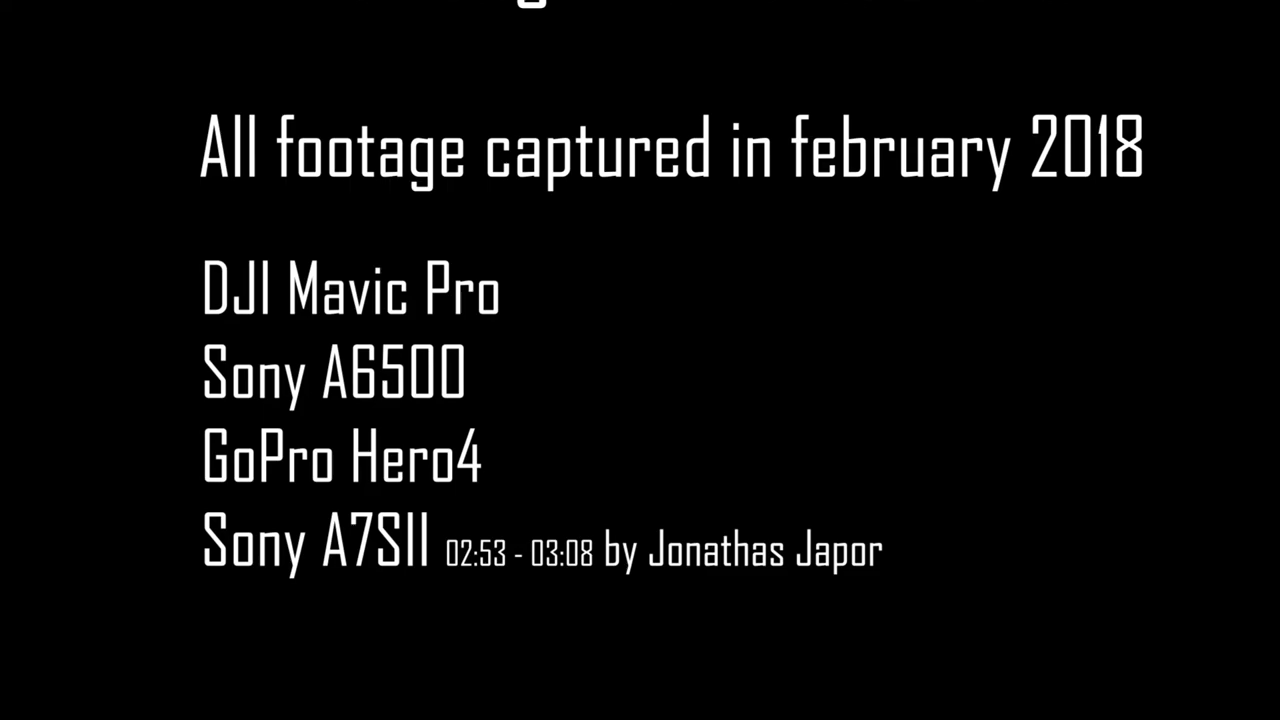 All footage captured in february 2018
DJI Mavic Pro
Sony A6500
GoPro Hero4
Sony A7SII 02:53 - 03:08 by Jonathas Japor